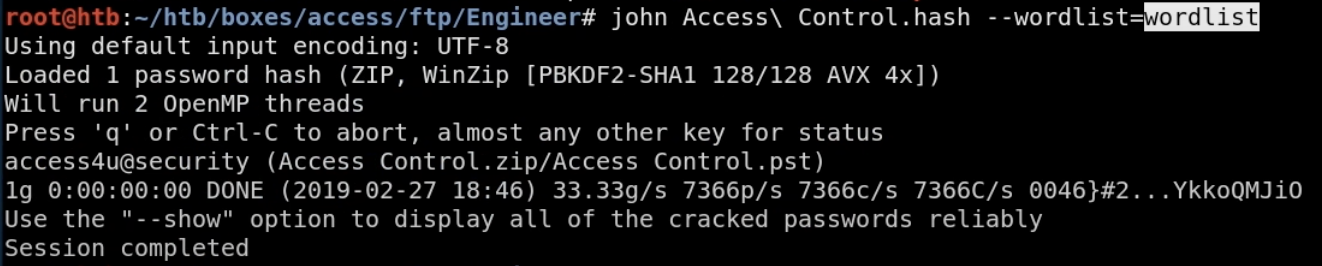 root@htb:~/htb/boxes/access/ftp/Engineer# john Access\ Control.hash --wordlist=wordlist
Using default input encoding: UTF-8
Loaded 1 password hash (ZIP, WinZip [PBKDF2-SHA1 128/128 AVX 4x])
Will run 2 OpenMP threads
Press 'q' or Ctrl-C to abort, almost any other key for status
access4u@security (Access Control.zip/Access Control.pst)
1g 0:00:00:00 DONE (2019-02-27 18:46) 33.33g/s 7366p/s 7366c/s 7366C/s 0046}#2...YkkoQMJiO
Use the "--show" option to display all of the cracked passwords reliably
Session completed